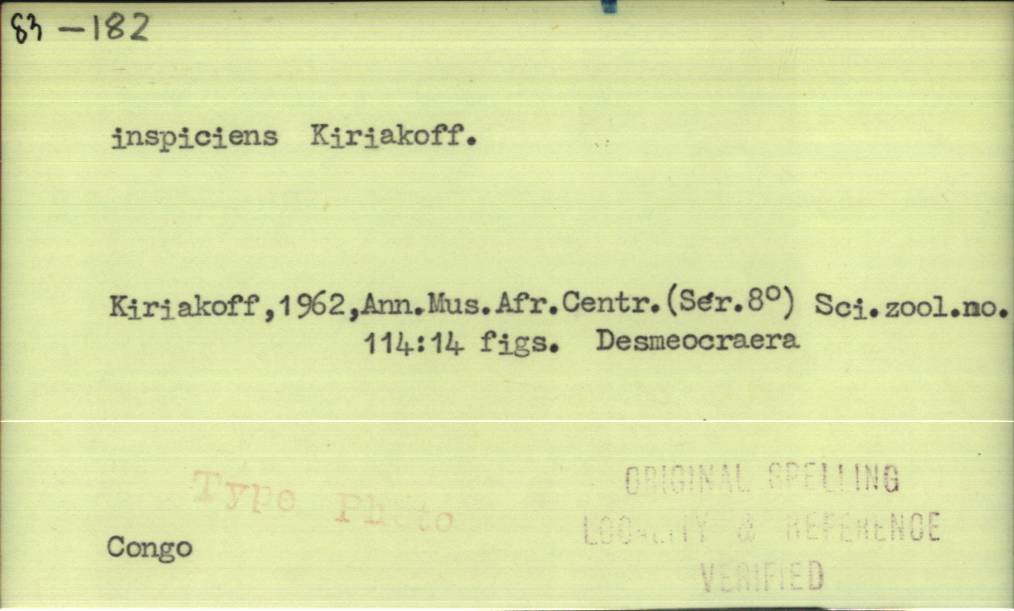 83 - 182
inspiciens Kiriakoff.
Kiriakoff,1962,Ann.Mus.Afr.Centr.(Sér.8°) Sci.zool.no.
114:14 figs. Desmeocraera
Type Photo
ORIGINAL SPELLING
LOCALITY & REFERENCE
VERIFIED
Congo